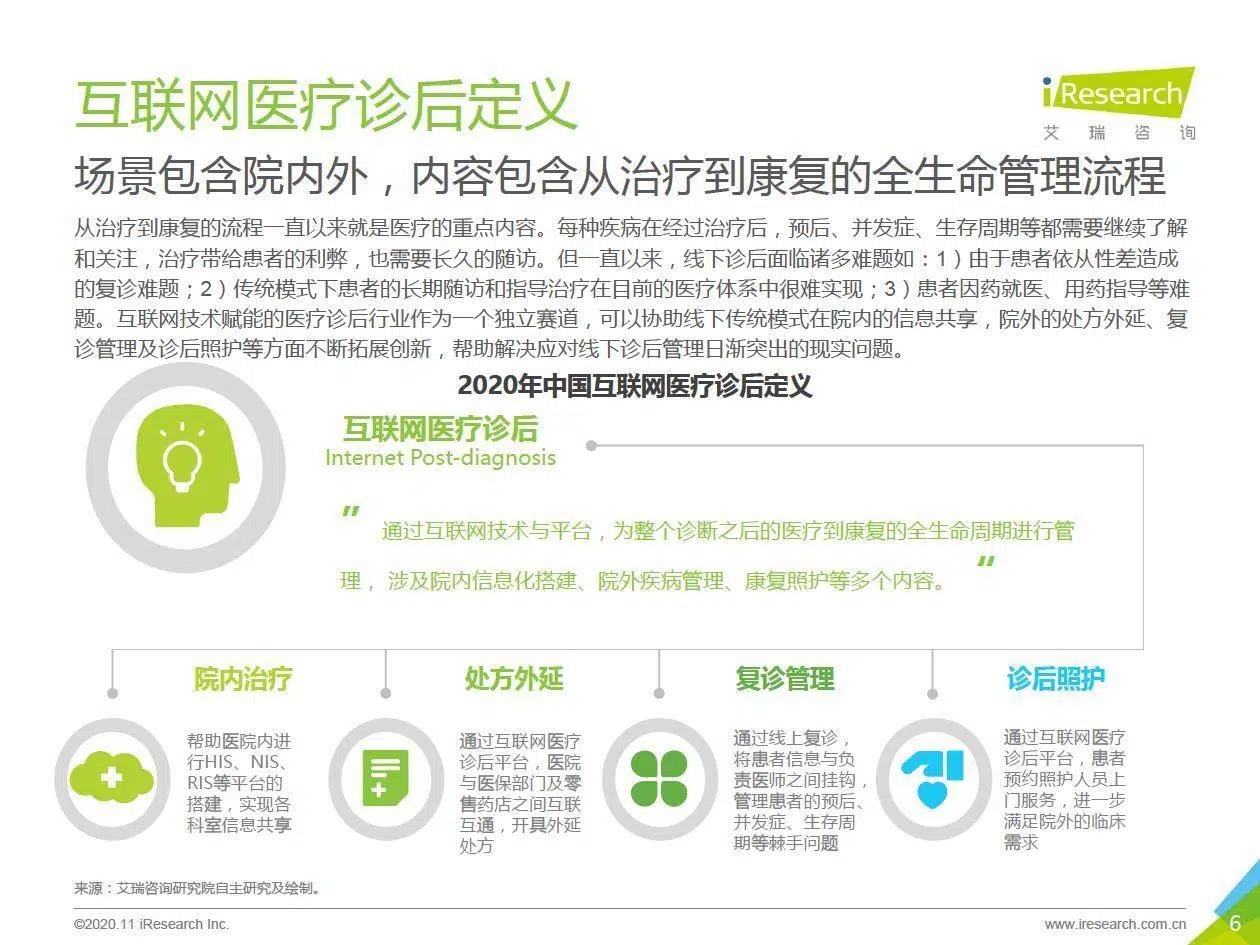 互联网医疗诊后定义
iResearch
艾瑞咨询
场景包含院内外，内容包含从治疗到康复的全生命管理流程
从治疗到康复的流程一直以来就是医疗的重点内容。每种疾病在经过治疗后，预后、并发症、生存周期等都需要继续了解
和关注，治疗带给患者的利弊，也需要长久的随访。但一直以来，线下诊后面临诸多难题如：1）由于患者依从性差造成
的复诊难题；2）传统模式下患者的长期随访和指导治疗在目前的医疗体系中很难实现；3）患者因药就医、用药指导等难
题。互联网技术赋能的医疗诊后行业作为一个独立赛道，可以协助线下传统模式在院内的信息共享，院外的处方外延、复
诊管理及诊后照护等方面不断拓展创新，帮助解决应对线下诊后管理日渐突出的现实问题。
2020年中国互联网医疗诊后定义
互联网医疗诊后
Internet Post-diagnosis
" 通过互联网技术与平台，为整个诊断之后的医疗到康复的全生命周期进行管
理， 涉及院内信息化搭建、院外疾病管理、康复照护等多个内容。 "
院内治疗
帮助医院内进
行HIS、NIS、
RIS等平台的
搭建，实现各
科室信息共享
处方外延
通过互联网医疗
诊后平台，医院
与医保部门及零
售药店之间互联
互通，开具外延
处方
复诊管理
通过线上复诊，
将患者信息与负
责医师之间挂钩，
管理患者的预后、
并发症、生存周
期等棘手问题
诊后照护
通过互联网医疗
诊后平台，患者
预约照护人员上
门服务，进一步
满足院外的临床
需求
来源：艾瑞咨询研究院自主研究及绘制。
©2020.11 iResearch Inc.
www.iresearch.com.cn
6